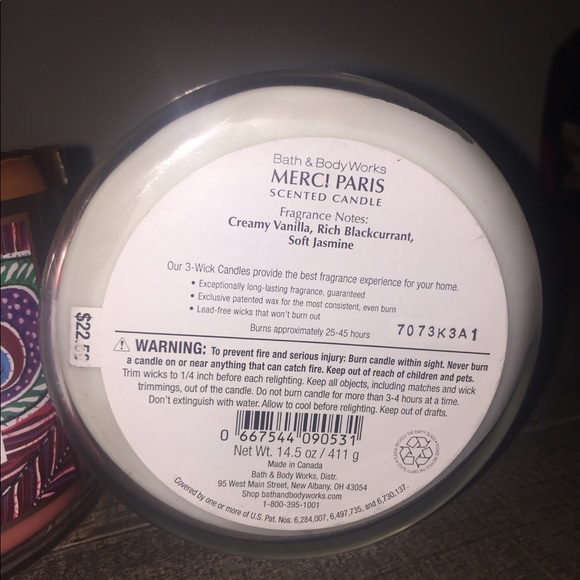 Bath & Body Works
MERC! PARIS
SCENTED CANDLE
Fragrance Notes:
Creamy Vanilla, Rich Blackcurrant,
Soft Jasmine
Our 3-Wick Candles provide the best fragrance experience for your home.
• Exceptionally long-lasting fragrance, guaranteed
• Exclusive patented wax for the most consistent, even burn
• Lead-free wicks that won't burn out
Burns approximately 25-45 hours
7073K3A1
$22.50
⚠ WARNING: To prevent fire and serious injury: Burn candle within sight. Never burn
a candle on or near anything that can catch fire. Keep out of reach of children and pets.
Trim wicks to 1/4 inch before each relighting. Keep all objects, including matches and wick
trimmings, out of the candle. Do not burn candle for more than 3-4 hours at a time.
Don't extinguish with water. Allow to cool before relighting. Keep out of drafts.
0 667544 090531
Net Wt. 14.5 oz / 411 g
Made in Canada
Bath & Body Works, Distr.
95 West Main Street, New Albany, OH 43054
Shop bathandbodyworks.com
1-800-395-1001
Covered by one or more of U.S. Pat. Nos. 6,284,007, 6,497,735, and 6,730,137.